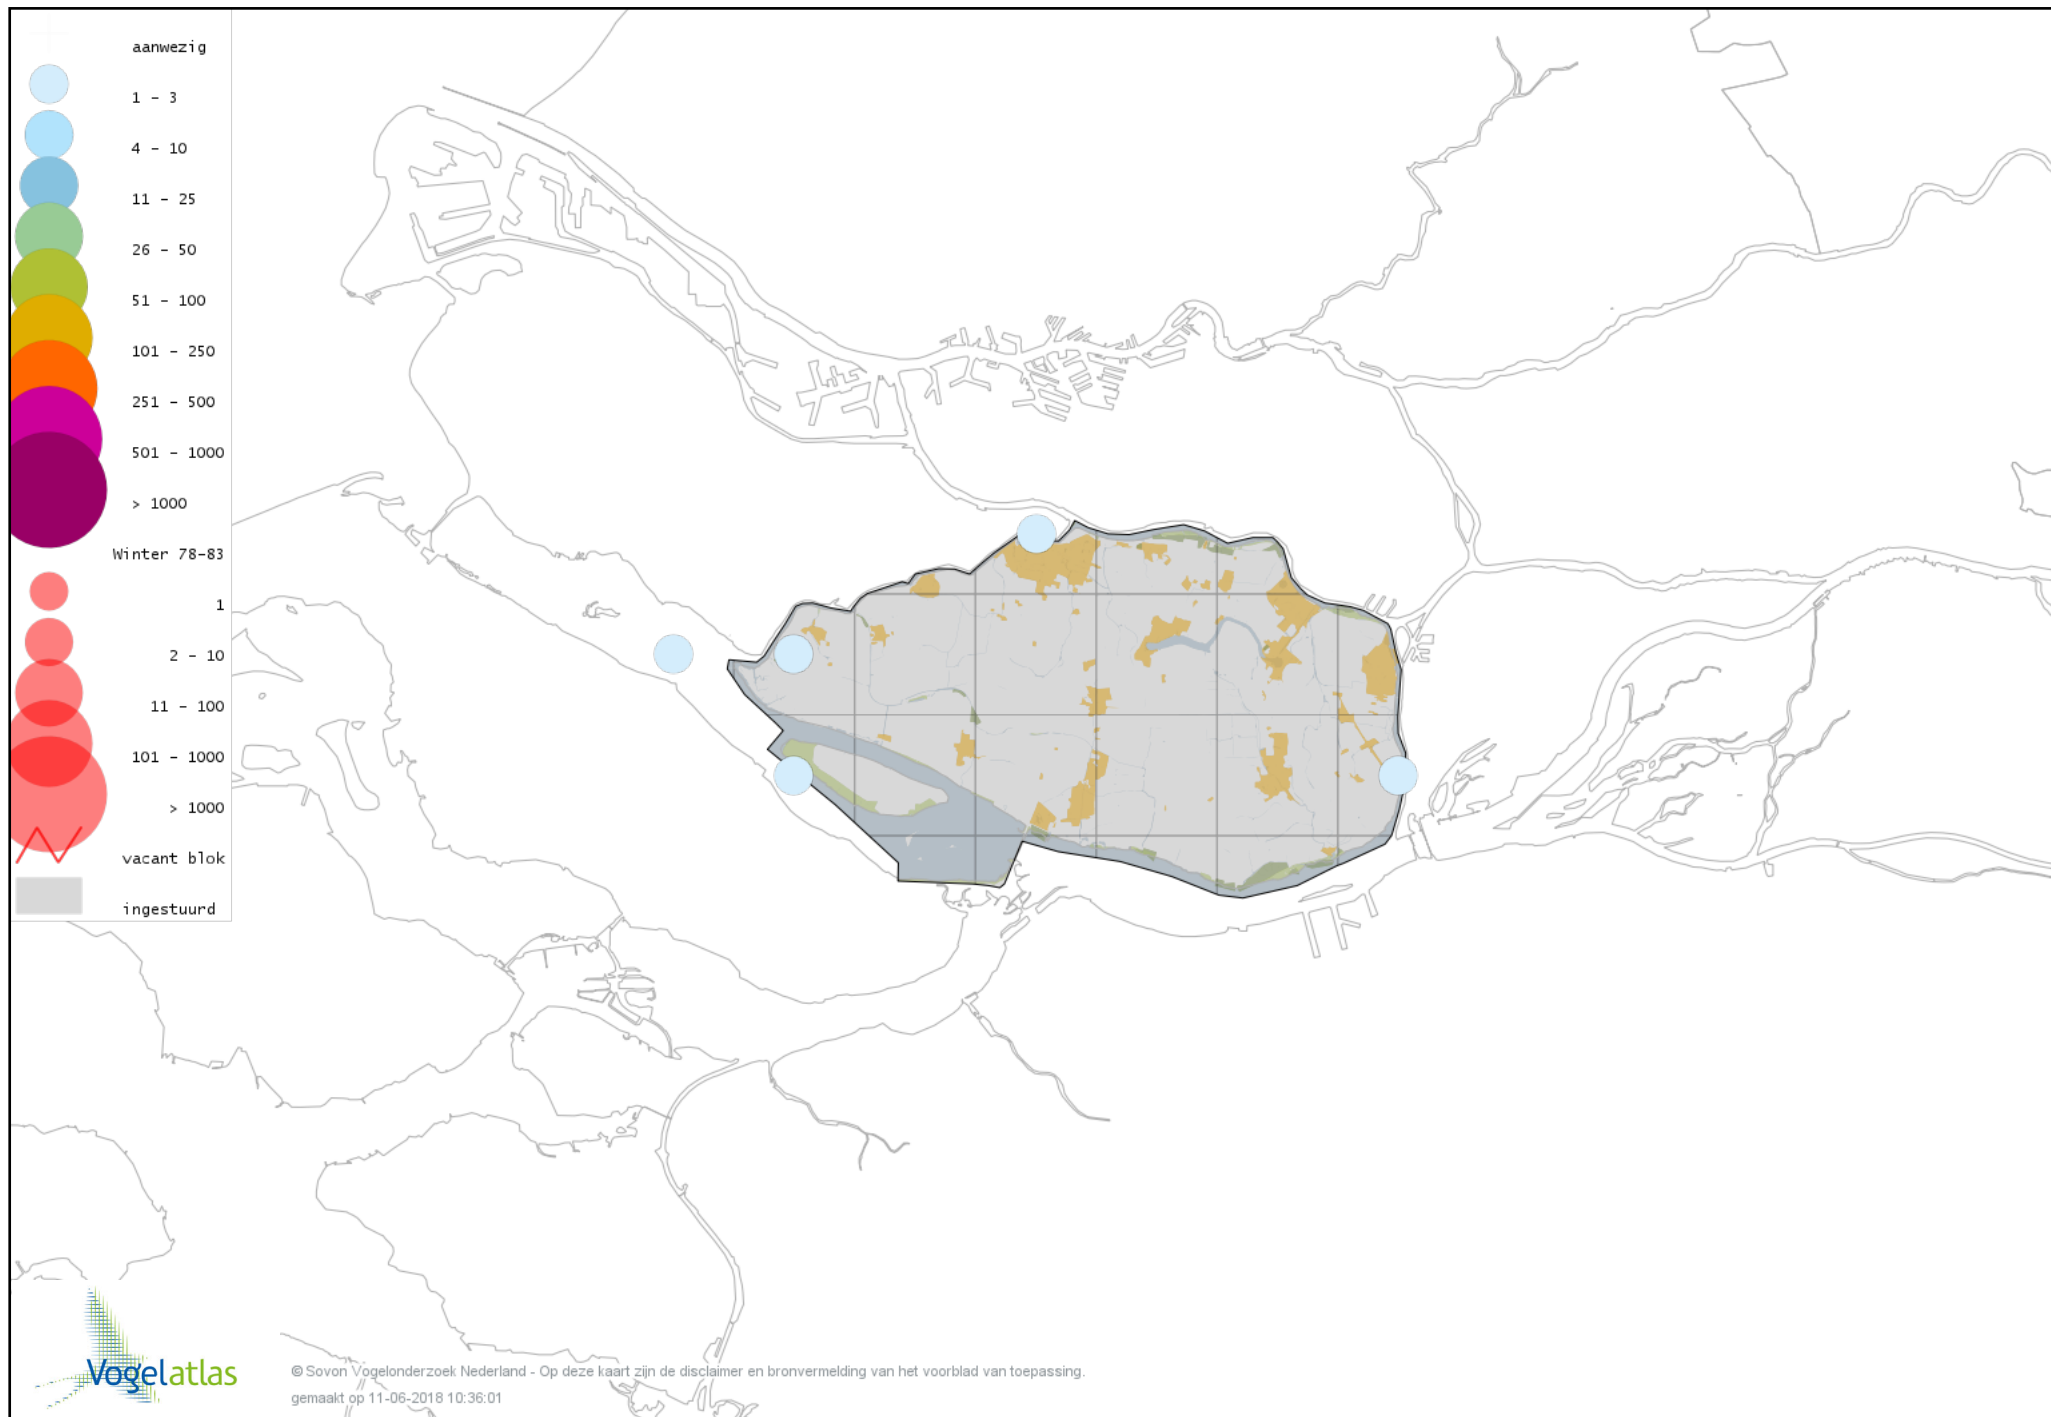 aanwezig
1 - 3
4 - 10
11 - 25
26 - 50
51 - 100
101 - 250
251 - 500
501 - 1000
> 1000
Winter 78-83
1
2 - 10
11 - 100
101 - 1000
> 1000
vacant blok
ingestuurd
Vogelatlas
© Sovon Vogelonderzoek Nederland - Op deze kaart zijn de disclaimer en bronvermelding van het voorblad van toepassing.
gemaakt op 11-06-2018 10:36:01